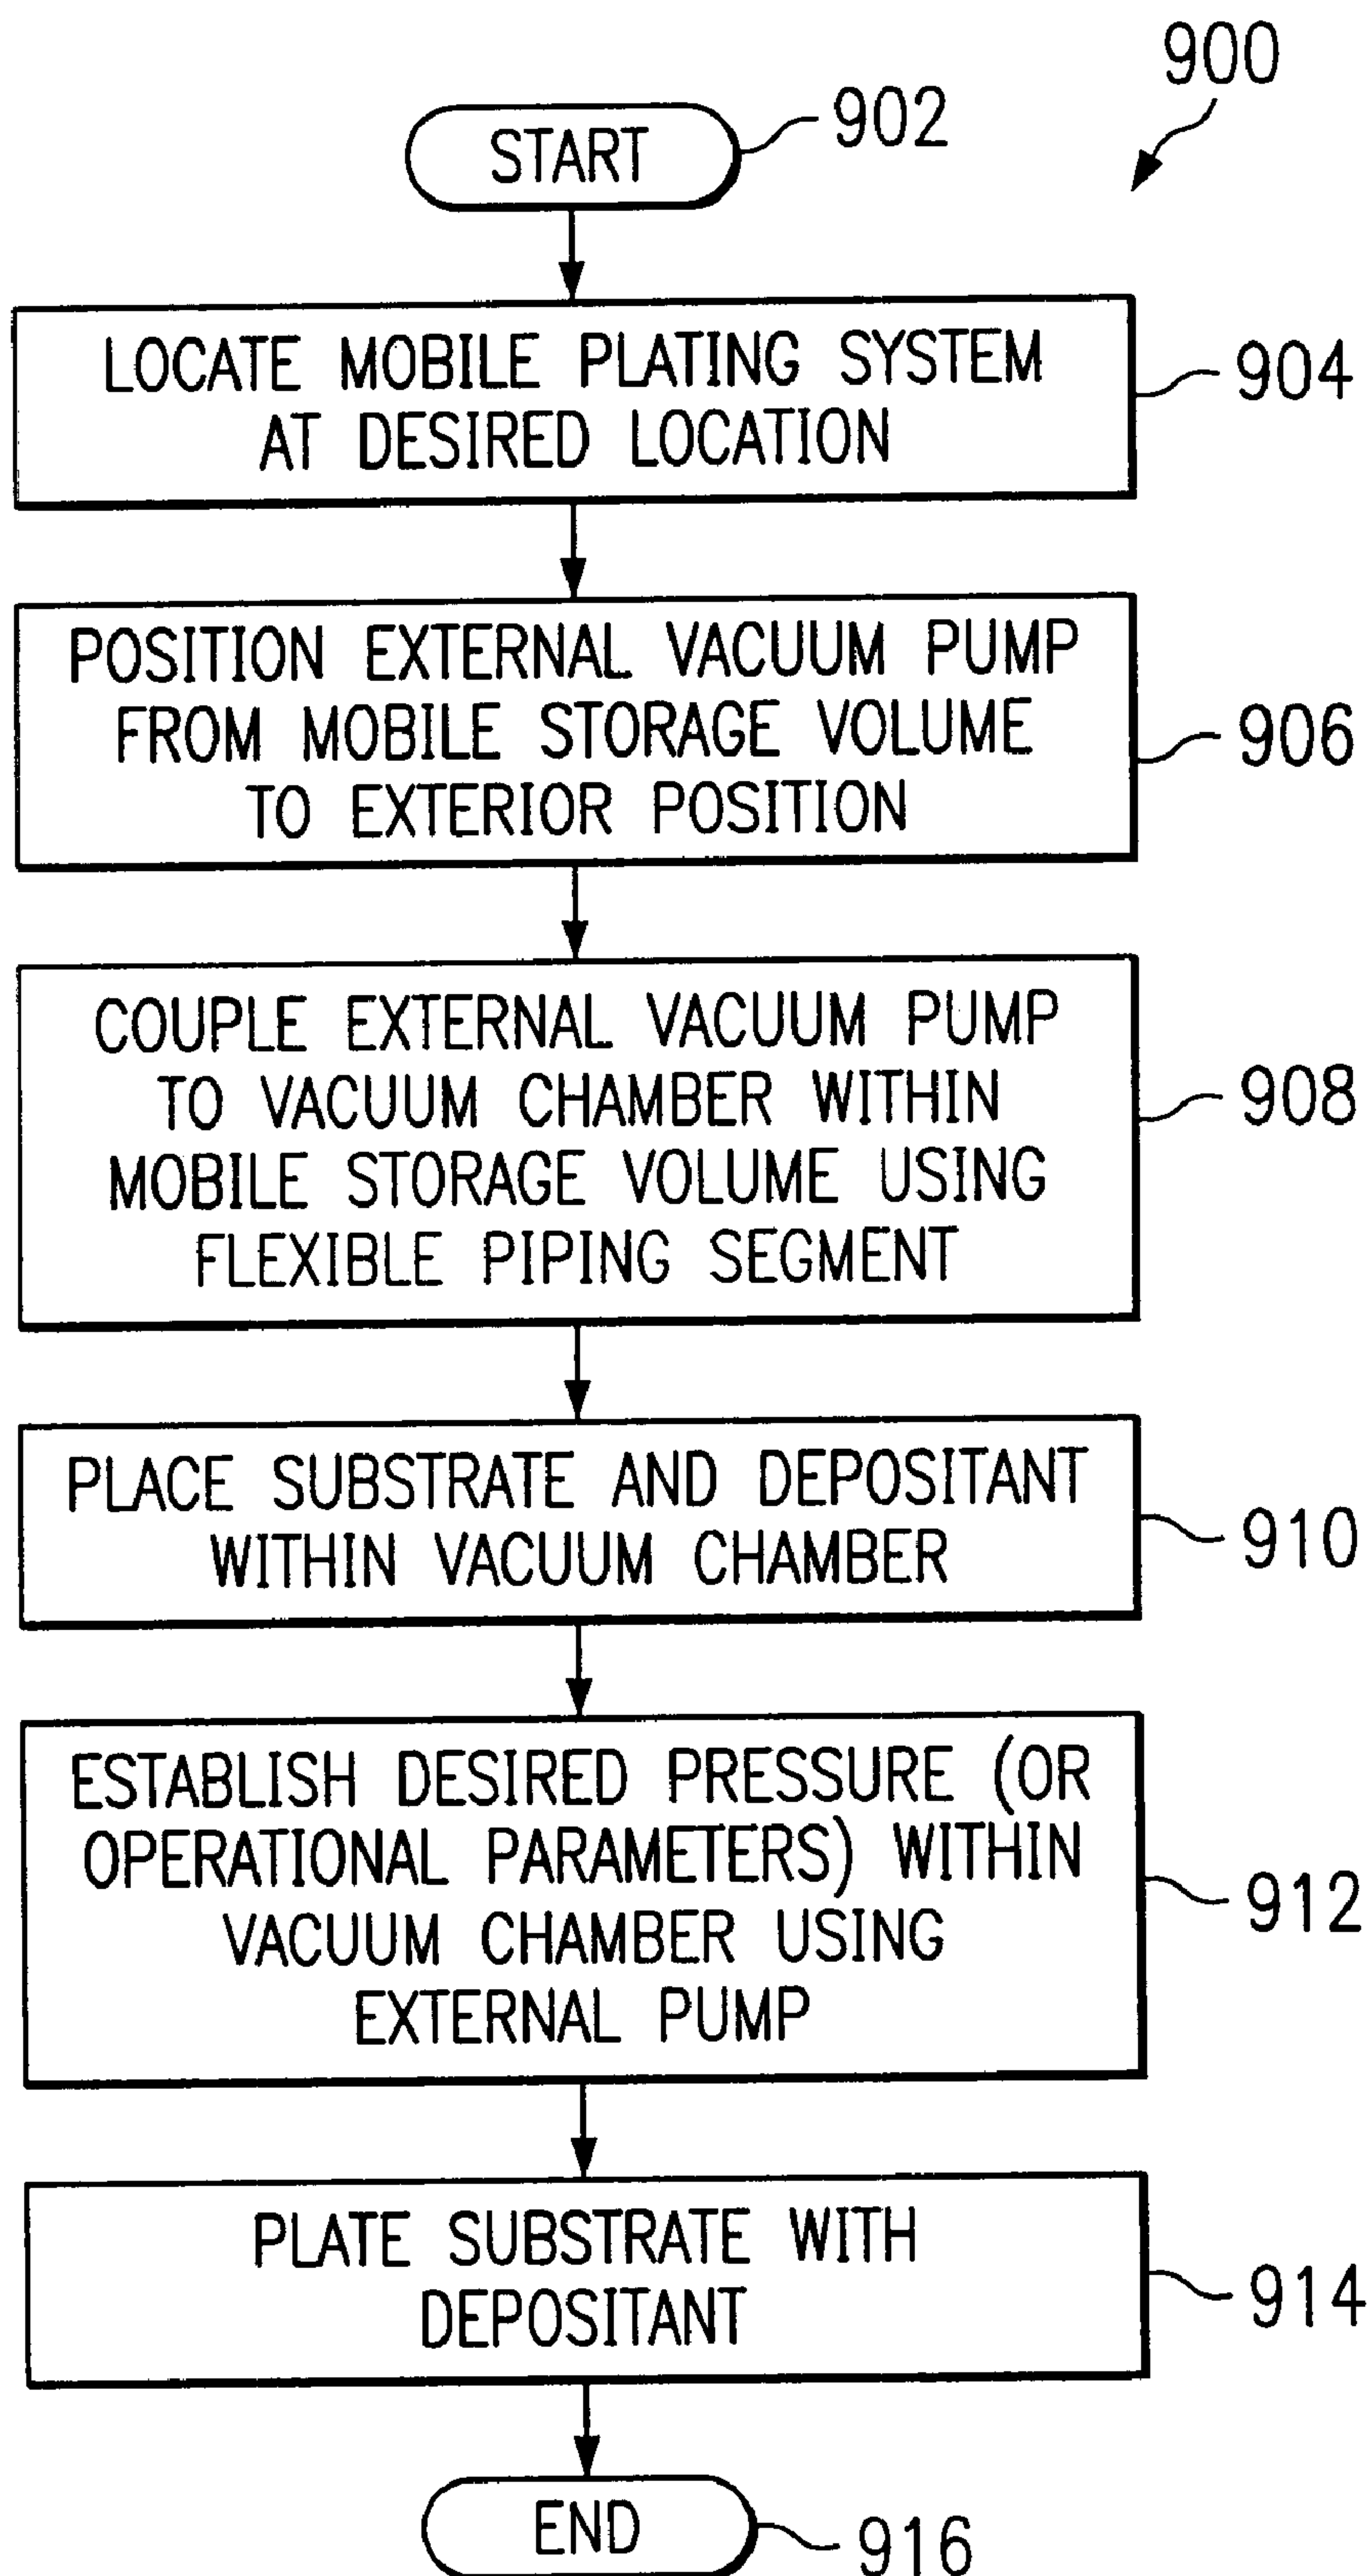 900
START
902
LOCATE MOBILE PLATING SYSTEM
AT DESIRED LOCATION
904
POSITION EXTERNAL VACUUM PUMP
FROM MOBILE STORAGE VOLUME
TO EXTERIOR POSITION
906
COUPLE EXTERNAL VACUUM PUMP
TO VACUUM CHAMBER WITHIN
MOBILE STORAGE VOLUME USING
FLEXIBLE PIPING SEGMENT
908
PLACE SUBSTRATE AND DEPOSITANT
WITHIN VACUUM CHAMBER
910
ESTABLISH DESIRED PRESSURE (OR
OPERATIONAL PARAMETERS) WITHIN
VACUUM CHAMBER USING
EXTERNAL PUMP
912
PLATE SUBSTRATE WITH
DEPOSITANT
914
END
916